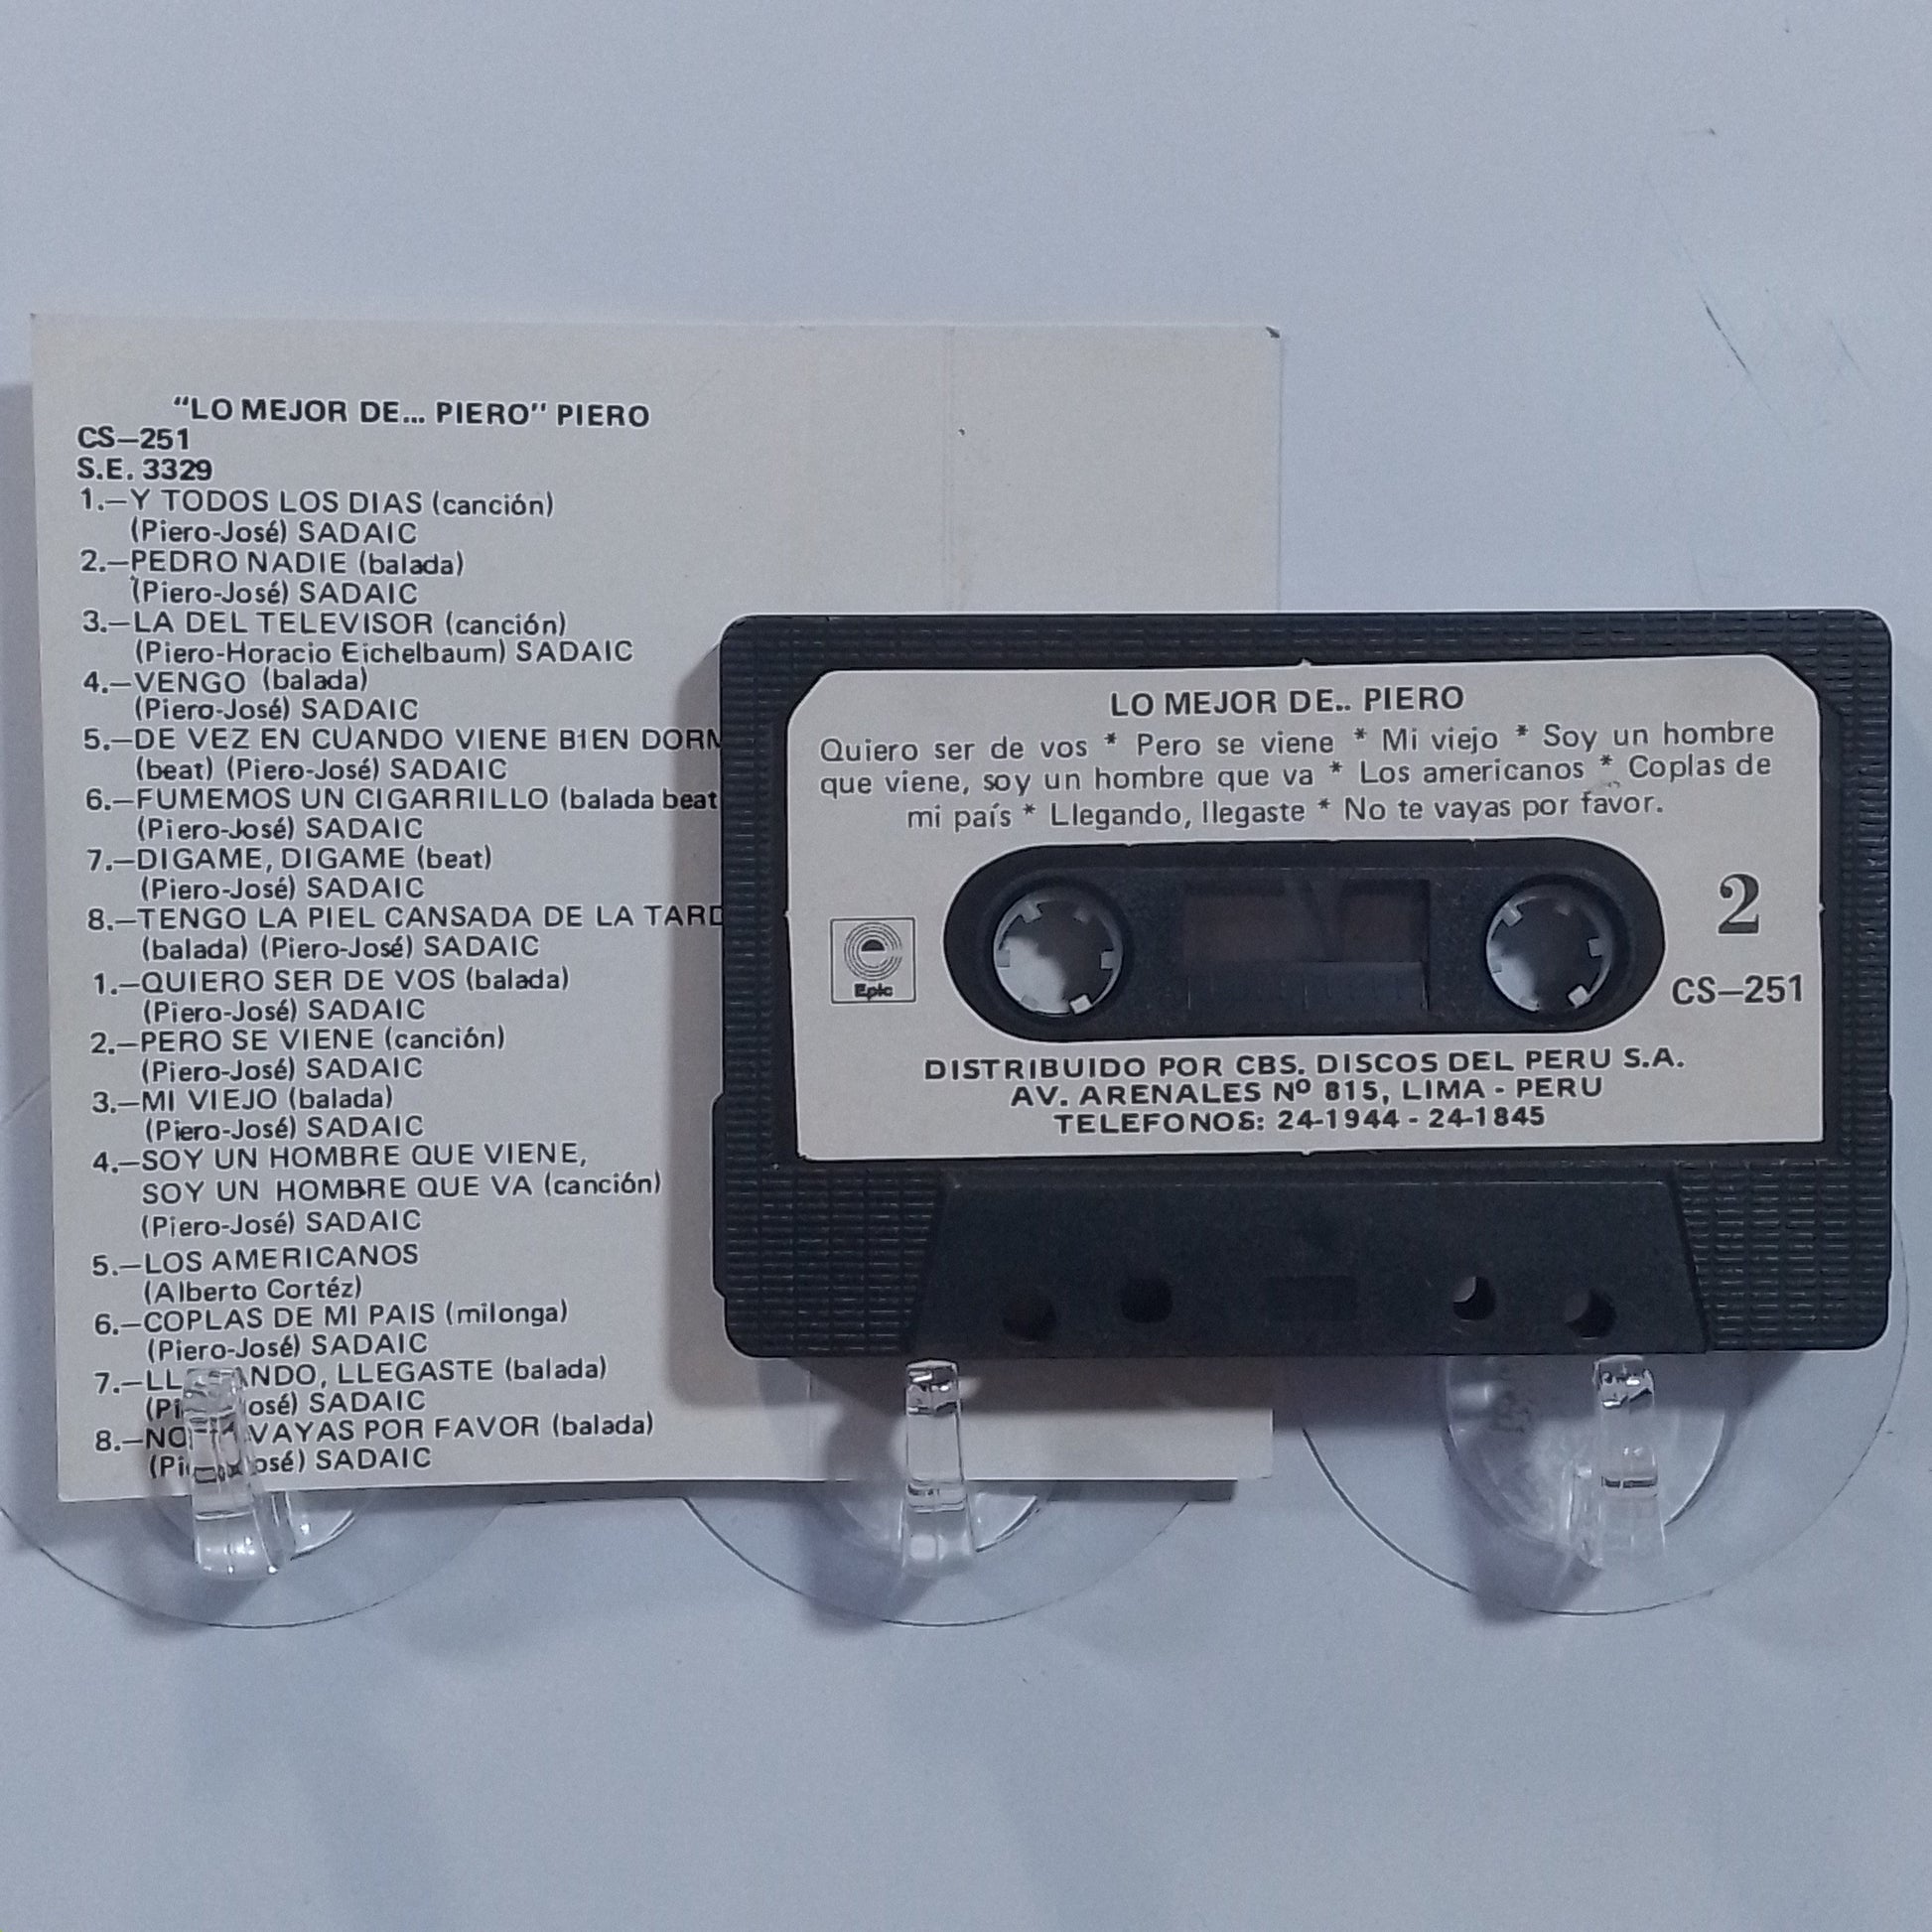 "LO MEJOR DE... PIERO" PIERO
CS-251
S.E. 3329
1.-Y TODOS LOS DIAS (canción)
(Piero-José) SADAIC
2.-PEDRO NADIE (balada)
(Piero-José) SADAIC
3.-LA DEL TELEVISOR (canción)
(Piero-Horacio Eichelbaum) SADAIC
4.-VENGO (balada)
(Piero-José) SADAIC
5.-DE VEZ EN CUANDO VIENE BIEN
(beat) (Piero-José) SADAIC
6.-FUMEMOS UN CIGARRILLO (balada beat
(Piero-José) SADAIC
7.-DIGAME, DIGAME (beat)
(Piero-José) SADAIC
8.-TENGO LA PIEL CANSADA DE LA
(balada) (Piero-José) SADAIC
1.-QUIERO SER DE VOS (balada)
(Piero-José) SADAIC
2.-PERO SE VIENE (canción)
(Piero-José) SADAIC
3.-MI VIEJO (balada)
(Piero-José) SADAIC
4.-SOY UN HOMBRE QUE VIENE,
SOY UN HOMBRE QUE VA (canción)
(Piero-José) SADAIC
5.-LOS AMERICANOS
(Alberto Cortéz)
6.-COPLAS DE MI PAIS (milonga)
(Piero-José) SADAIC
7.- LLEGASTE (balada)
SADAIC
8.-NO VAYAS POR FAVOR (balada)
SADAIC
LO MEJOR DE.. PIERO
Quiero ser de vos * Pero se viene * Mi viejo * Soy un hombre
que viene, soy un hombre que va * Los americanos * Coplas de
mi país * Llegando, llegaste * No te vayas por favor.
Epic
2
CS-251
DISTRIBUIDO POR CBS. DISCOS DEL PERU S.A.
AV. ARENALES Nº 815, LIMA - PERU
TELEFONOS: 24-1944 - 24-1845